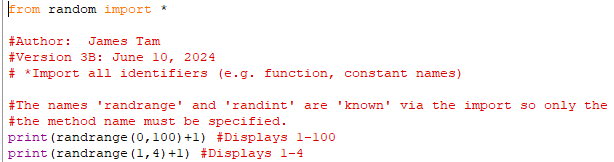 from random import *
#Author:  James Tam
#Version 3B: June 10, 2024
# *Import all identifiers (e.g. function, constant names)
#The names 'randrange' and 'randint' are 'known' via the import so only the
#the method name must be specified.
print(randrange(0,100)+1) #Displays 1-100
print(randrange(1,4)+1) #Displays 1-4